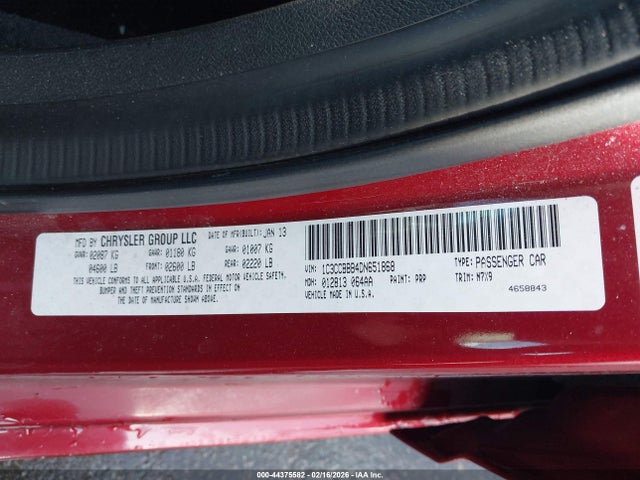 MFD BY CHRYSLER GROUP LLC DATE OF MFR(BUILT): JAN 13
GVWR: 02087 KG GAWR: 01180 KG GAWR: 01007 KG
04600 LB FRONT: 02600 LB REAR: 02220 LB
THIS VEHICLE CONFORMS TO ALL APPLICABLE U.S.A. FEDERAL MOTOR VEHICLE SAFETY,
BUMPER AND THEFT PREVENTION STANDARDS IN EFFECT ON THE DATE OF
MANUFACTURE SHOWN ABOVE.
VIN: 1C3CCBBB4DN651868 TYPE: PASSENGER CAR
MDH: 012813 064AA PAINT: PRP TRIM: M7X9
VEHICLE MADE IN U.S.A. 4658843
000-44375582 | 02/16/2026 | IAA, Inc.